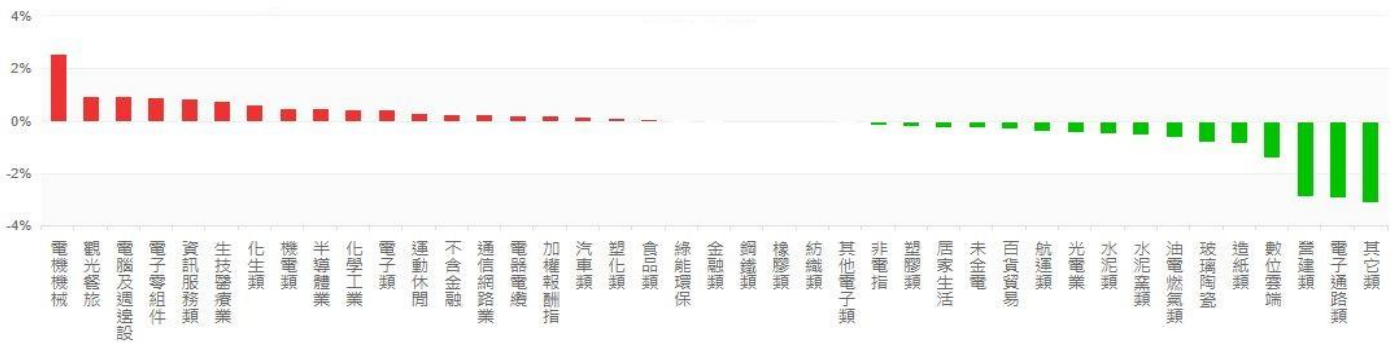 4%
2%
0%
-2%
-4%
電機機械
觀光餐旅
電腦及週邊設
電子零組件
資訊服務類
生技醫療業
化生類
機電類
半導體業
化學工業
電子類
運動休閒
不含金融
通信網路業
電器電纜
加權報酬指
汽車類
塑化類
食品類
綠能環保
金融類
鋼鐵類
橡膠類
紡織類
其他電子類
非電指
塑膠類
居家生活
未金電
百貨貿易
航運類
光電業
水泥類
水泥窯類
油電燃氣類
玻璃陶瓷
造紙類
數位雲端
營建類
電子通路類
其它類